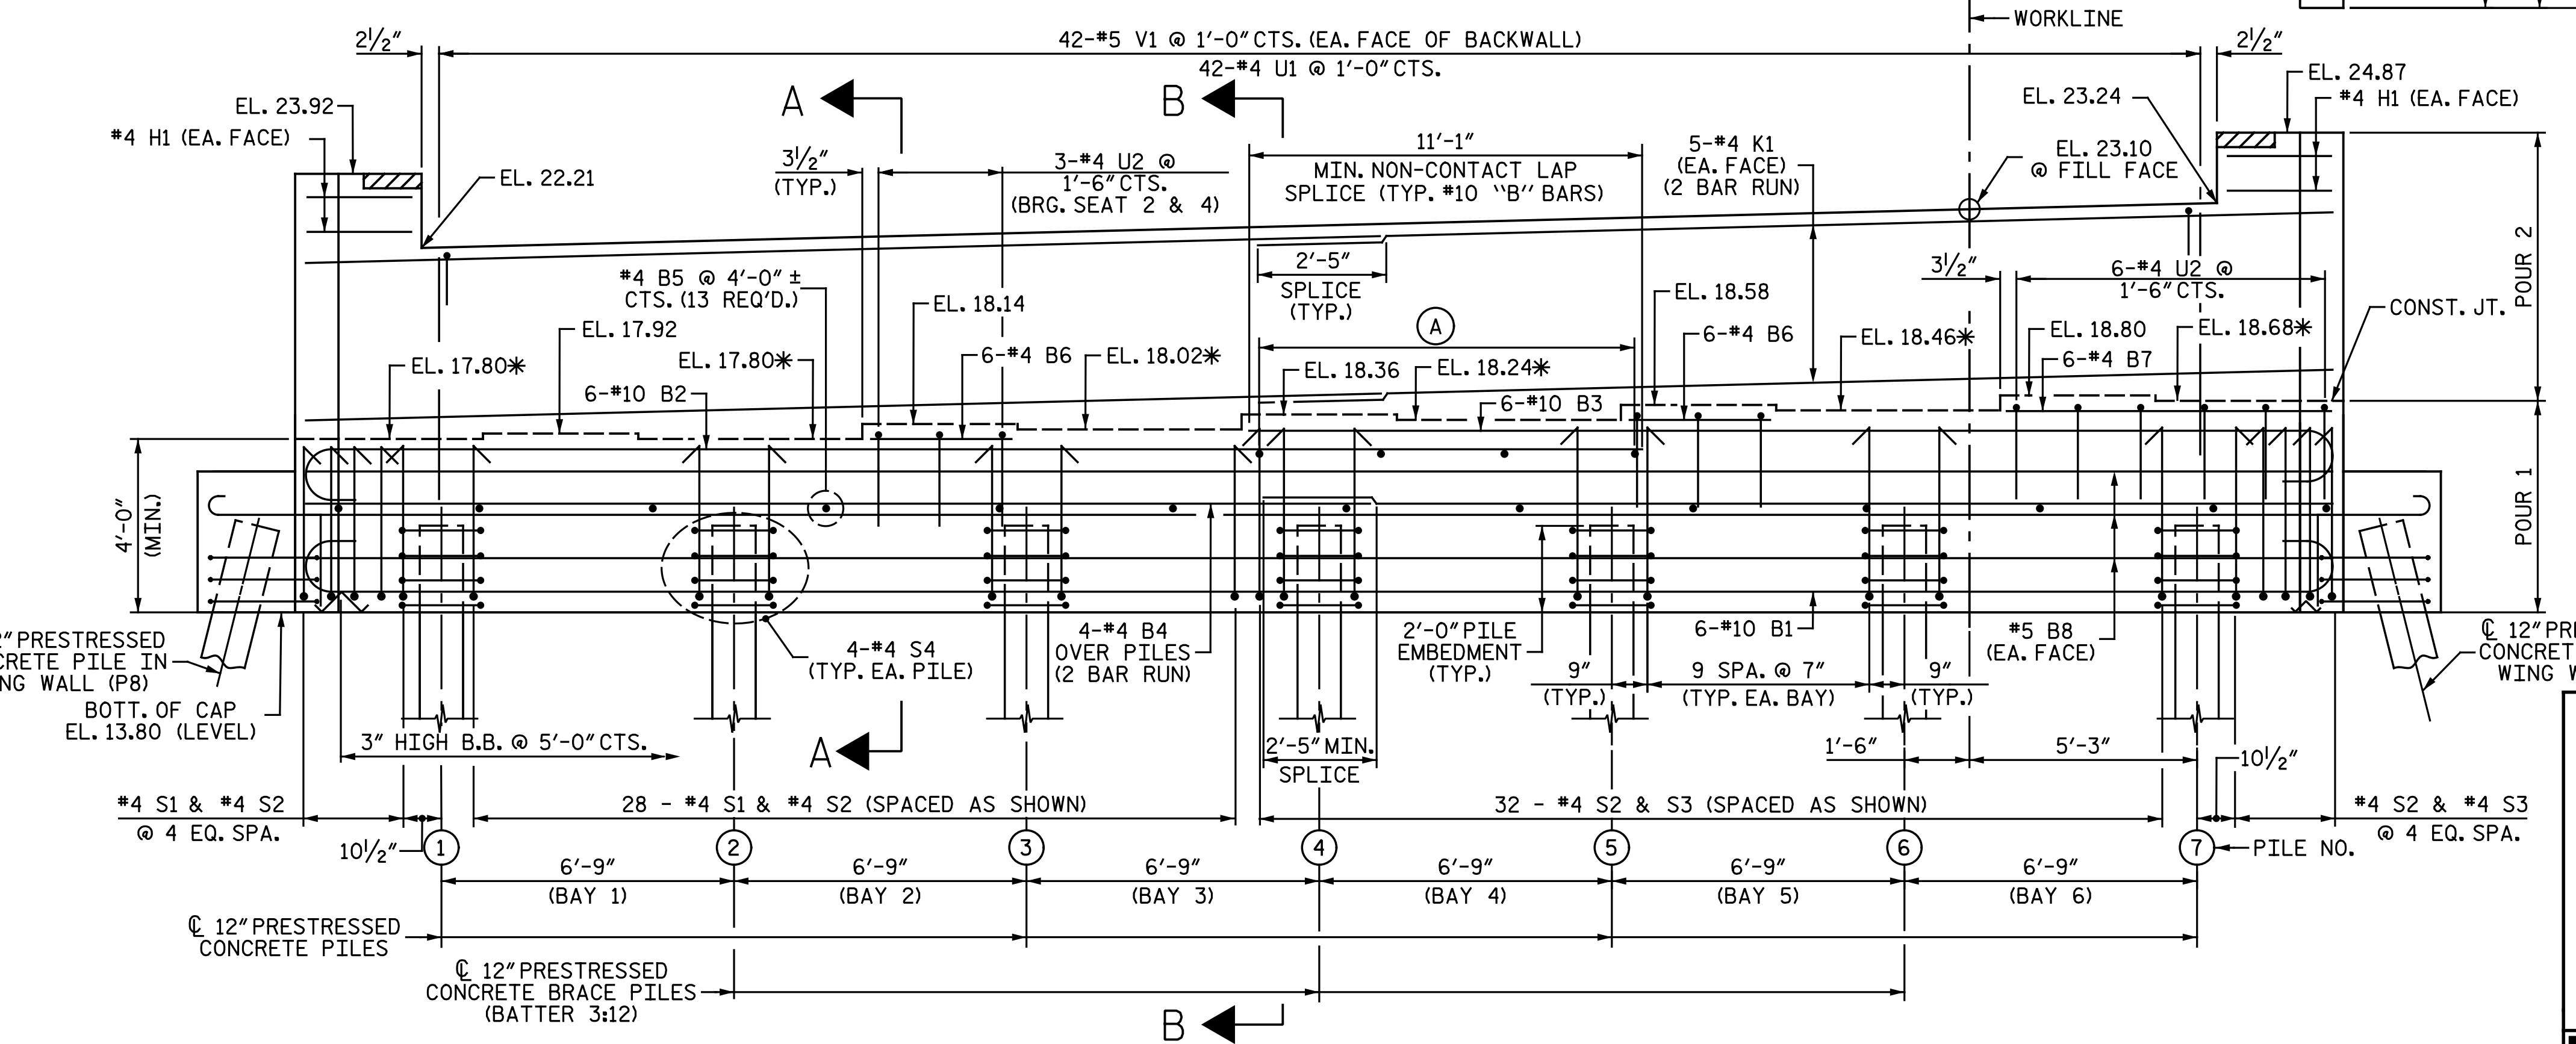 WORKLINE
2½"
42-#5 V1 @ 1'-0" CTS. (EA. FACE OF BACKWALL)
42-#4 U1 @ 1'-0" CTS.
2½"
EL. 24.87
#4 H1 (EA. FACE)
EL. 23.24
EL. 23.92
#4 H1 (EA. FACE)
A
B
EL. 22.21
3½"
(TYP.)
3-#4 U2 @
1'-6" CTS.
(BRG. SEAT 2 & 4)
11'-1"
MIN. NON-CONTACT LAP
SPLICE (TYP. #10 "B" BARS)
5-#4 K1
(EA. FACE)
(2 BAR RUN)
EL. 23.10
@ FILL FACE
#4 B5 @ 4'-0" ±
CTS. (13 REQ'D.)
2'-5"
SPLICE
(TYP.)
3½"
6-#4 U2 @
1'-6" CTS.
POUR 2
CONST. JT.
EL. 17.80*
EL. 17.92
EL. 17.80*
EL. 18.14
6-#4 B6
EL. 18.02*
6-#10 B2
A
EL. 18.36
EL. 18.24*
6-#10 B3
EL. 18.58
6-#4 B6
EL. 18.46*
EL. 18.80
6-#4 B7
EL. 18.68*
4'-0"
(MIN.)
POUR 1
2" PRESTRESSED
CRETE PILE IN
NG WALL (P8)
BOTT. OF CAP
EL. 13.80 (LEVEL)
4-#4 S4
(TYP. EA. PILE)
4-#4 B4
OVER PILES
(2 BAR RUN)
2'-0" PILE
EMBEDMENT
(TYP.)
6-#10 B1
#5 B8
(EA. FACE)
9"
(TYP.)
9 SPA. @ 7"
(TYP. EA. BAY)
9"
(TYP.)
℄ 12" PRE
CONCRET
WING W
3" HIGH B.B. @ 5'-0" CTS.
A
2'-5" MIN.
SPLICE
1'-6"
5'-3"
10½"
#4 S1 & #4 S2
@ 4 EQ. SPA.
10½"
28 - #4 S1 & #4 S2 (SPACED AS SHOWN)
32 - #4 S2 & S3 (SPACED AS SHOWN)
#4 S2 & #4 S3
@ 4 EQ. SPA.
1 2 3 4 5 6 7
PILE NO.
6'-9" 6'-9" 6'-9" 6'-9" 6'-9" 6'-9"
(BAY 1) (BAY 2) (BAY 3) (BAY 4) (BAY 5) (BAY 6)
℄ 12" PRESTRESSED
CONCRETE PILES
℄ 12" PRESTRESSED
CONCRETE BRACE PILES
(BATTER 3:12)
B